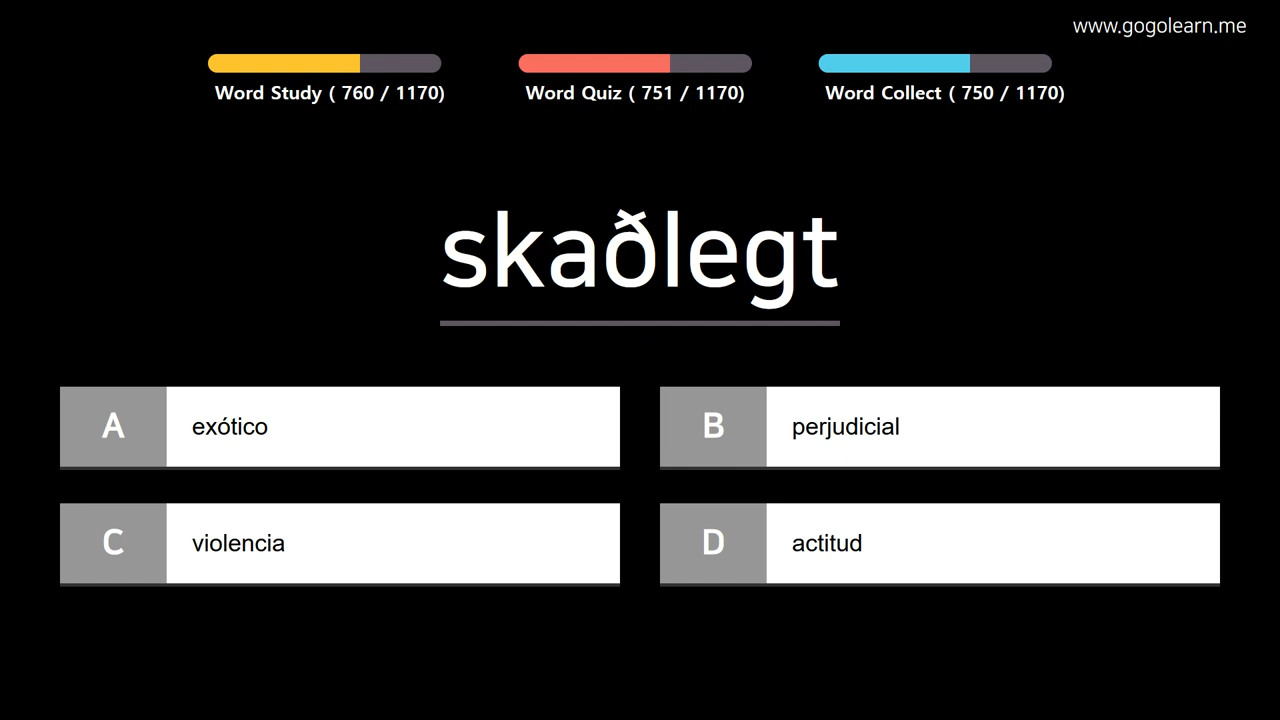 www.gogolearn.me
Word Study ( 760 / 1170)
Word Quiz ( 751 / 1170)
Word Collect ( 750 / 1170)
skaðlegt
A exótico
B perjudicial
C violencia
D actitud